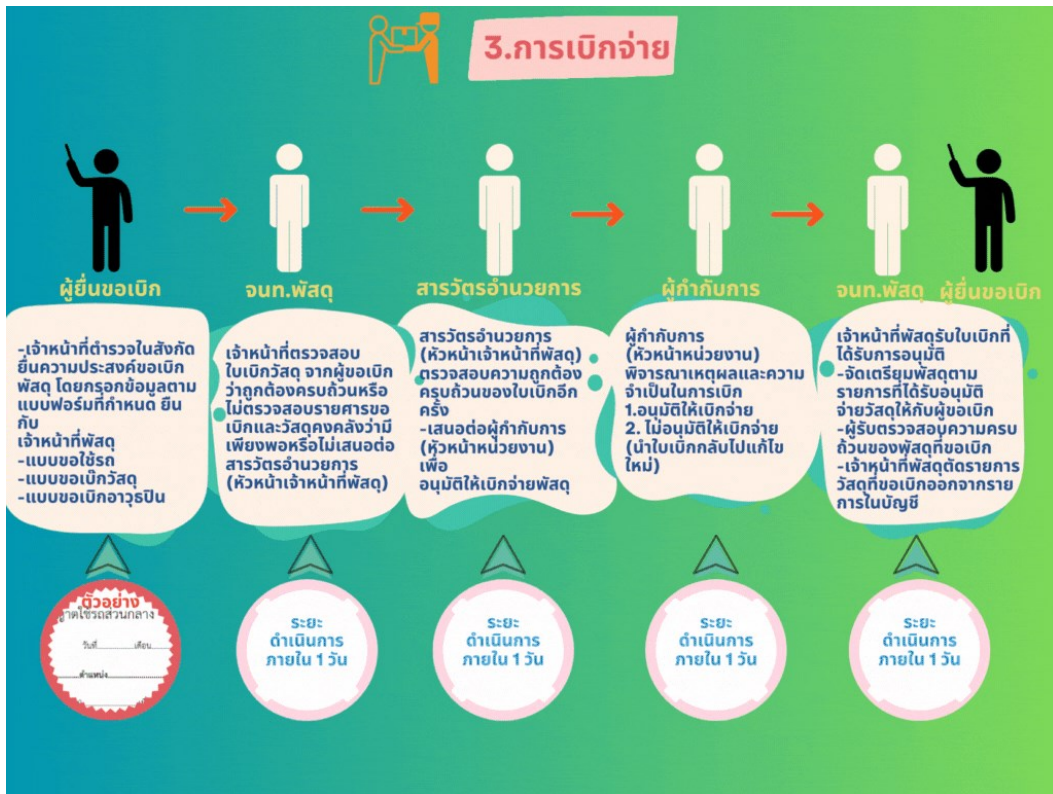 3.การเบิกจ่าย
ผู้ยื่นขอเบิก
จนท.พัสดุ
สารวัตรอำนวยการ
ผู้กำกับการ
จนท.พัสดุ
ผู้ยื่นขอเบิก
-เจ้าหน้าที่ตำรวจในสังกัด
ยื่นความประสงค์ขอเบิก
พัสดุ โดยกรอกข้อมูลตาม
แบบฟอร์มที่กำหนด ยืน
กับ
เจ้าหน้าที่พัสดุ
-แบบขอใช้รถ
-แบบขอเบ๊กวัสดุ
-แบบขอเบิกอาวุธปืน
เจ้าหน้าที่ตรวจสอบ
ใบเบิกวัสดุ จากผู้ขอเบิก
ว่าถูกต้องครบถ้วนหรือ
ไม่ตรวจสอบรายศารขอ
เบิกและวัสดุคงคลังว่ามี
เพียงพอหรือไม่เสนอต่อ
สารวัตรอำนวยการ
(หัวหน้าเจ้าหน้าที่พัสดุ)
สารวัตรอำนวยการ
(หัวหน้าเจ้าหน้าที่พัสดุ)
ตรวจสอบความถูกต้อง
ครบถ้วนของใบเบิกอีก
ครั้ง
-เสนอต่อผู้กำกับการ
(หัวหน้าหน่วยงาน)
เพื่อ
อนุมัติให้เบิกจ่ายพัสดุ
ผู้กำกับการ
(หัวหน้าหน่วยงาน)
พิจารณาเหตุผลและความ
จำเป็นในการเบิก
1.อนุมัติให้เบิกจ่าย
2. ไม่อนุมัติให้เบิกจ่าย
(นำใบเบิกกลับไปแก้ไข
ใหม่)
เจ้าหน้าที่พัสดุรับใบเบิกที่
ได้รับการอนุมัติ
-จัดเตรียมพัสดุตาม
รายการที่ได้รับอนุมัติ
จ่ายวัสดุให้กับผู้ขอเบิก
-ผู้รับตรวจสอบความครบ
ถ้วนของพัสดุที่ขอเบิก
-เจ้าหน้าที่พัสดุตัดรายการ
วัสดุที่ขอเบิกออกจากราย
การในบัญชี
ตัวอย่าง
าตใช้รถส่วนกลาง
วันที่..............เดือน
ตำแหน่ง
ระยะ
ดำเนินการ
ภายใน 1 วัน
ระยะ
ดำเนินการ
ภายใน 1 วัน
ระยะ
ดำเนินการ
ภายใน 1 วัน
ระยะ
ดำเนินการ
ภายใน 1 วัน